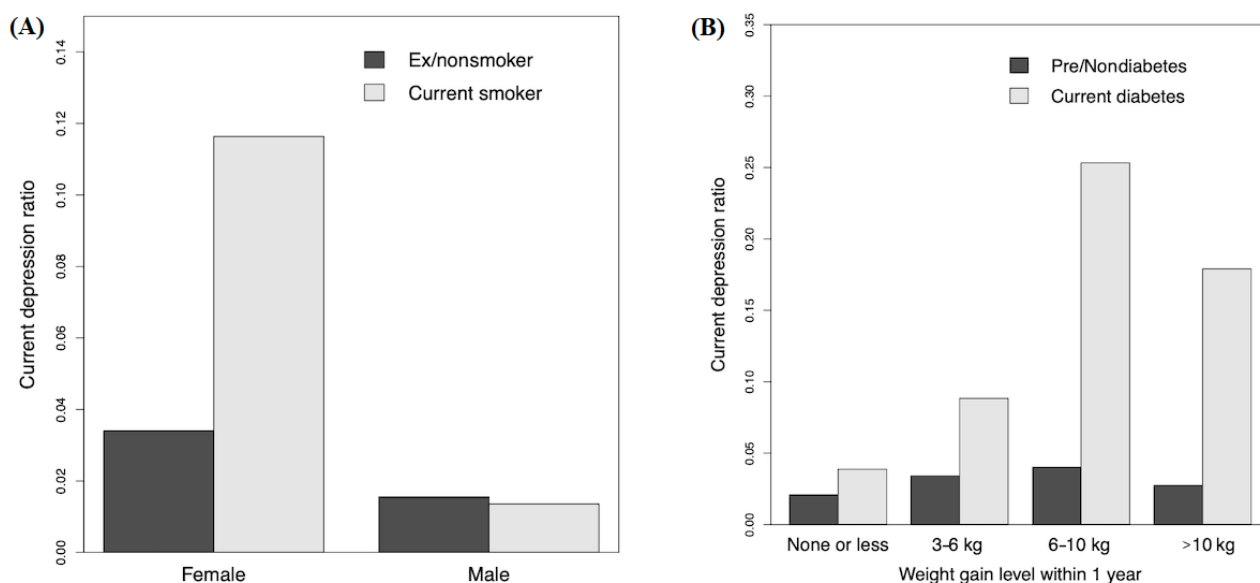 (A)
Current depression ratio
0.14
0.12
0.10
0.08
0.06
0.04
0.02
0.00
Ex/nonsmoker
Current smoker
Female
Male
(B)
Current depression ratio
0.35
0.30
0.25
0.20
0.15
0.10
0.05
0.00
Pre/Nondiabetes
Current diabetes
None or less
3-6 kg
6-10 kg
>10 kg
Weight gain level within 1 year